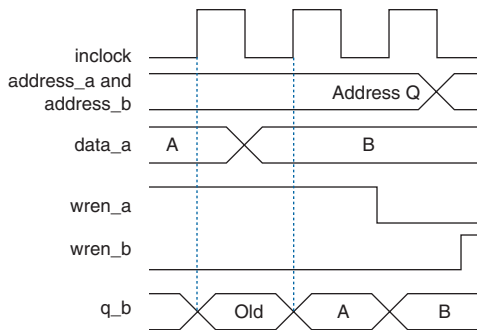 inclock
address_a and
address_b
Address Q
data_a
A
B
wren_a
wren_b
q_b
Old
A
B